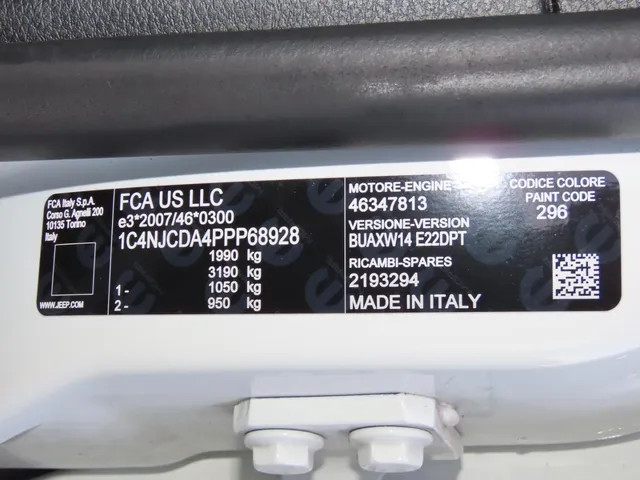 FCA Italy S.p.A.
Corso G. Agnelli 200
10135 Torino
Italy
WWW.JEEP.COM
FCA US LLC
e3*2007/46*0300
1C4NJCDA4PPP68928
1990 kg
3190 kg
1- 1050 kg
2- 950 kg
MOTORE-ENGINE
46347813
VERSIONE-VERSION
BUAXW14 E22DPT
RICAMBI-SPARES
2193294
MADE IN ITALY
CODICE COLORE
PAINT CODE
296